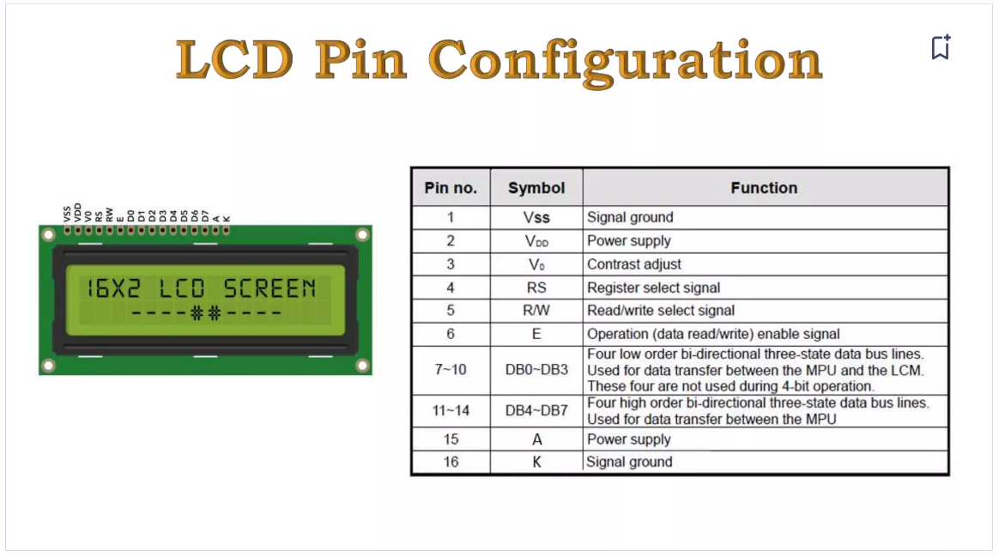 LCD Pin Configuration
VSS VDD V0 RS RW E D0 D1 D2 D3 D4 D5 D6 D7 A K
16X2 LCD SCREEN
----##----
Pin no. Symbol Function
1 Vss Signal ground
2 VDD Power supply
3 V0 Contrast adjust
4 RS Register select signal
5 R/W Read/write select signal
6 E Operation (data read/write) enable signal
7~10 DB0~DB3 Four low order bi-directional three-state data bus lines.
Used for data transfer between the MPU and the LCM.
These four are not used during 4-bit operation.
11~14 DB4~DB7 Four high order bi-directional three-state data bus lines.
Used for data transfer between the MPU
15 A Power supply
16 K Signal ground